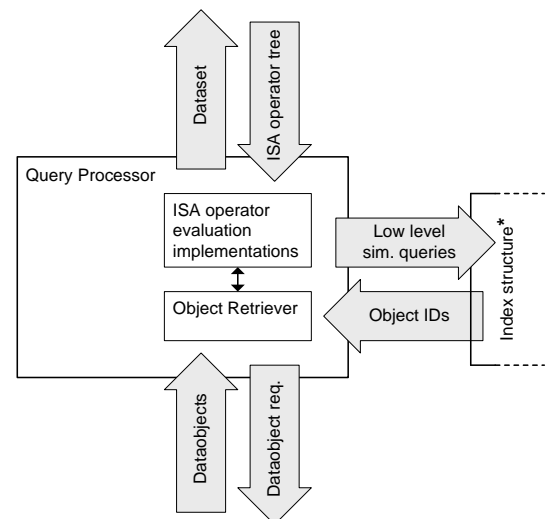 Dataset
ISA operator tree
Query Processor
ISA operator
evaluation
implementations
Low level
sim. queries
Index structure*
Object Retriever
Object IDs
Dataobjects
Dataobject req.